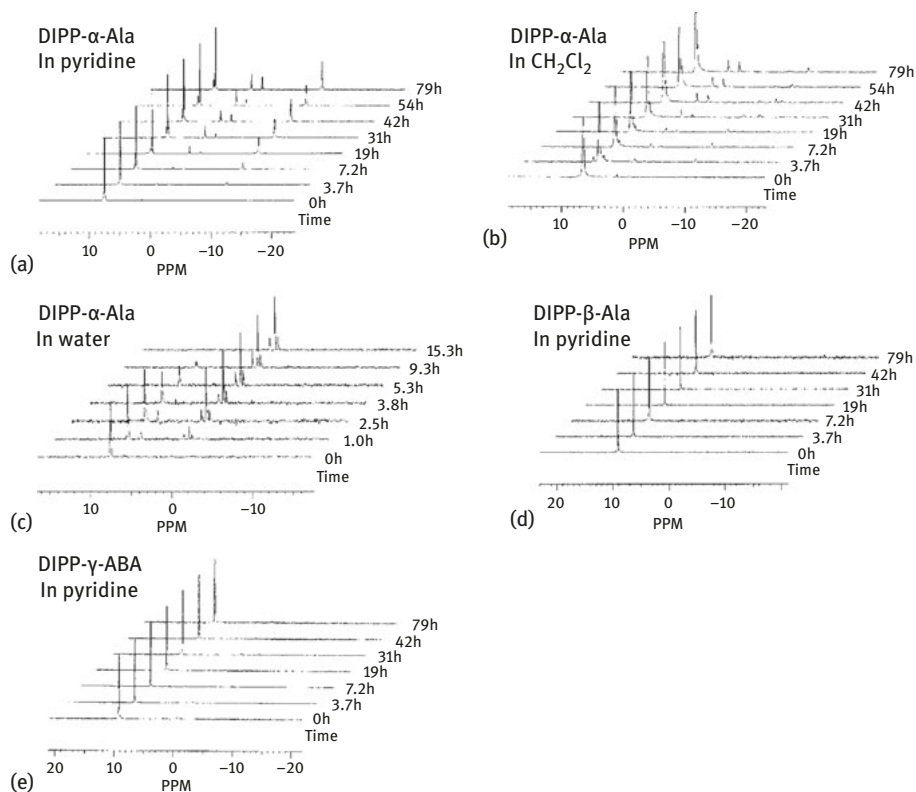 DIPP-α-Ala
In pyridine
79h
54h
42h
31h
19h
7.2h
3.7h
0h
Time
10 0 −10 −20
PPM
(a)
DIPP-α-Ala
In CH₂Cl₂
79h
54h
42h
31h
19h
7.2h
3.7h
0h
Time
10 0 −10 −20
PPM
(b)
DIPP-α-Ala
In water
15.3h
9.3h
5.3h
3.8h
2.5h
1.0h
0h
Time
10 0 −10
PPM
(c)
DIPP-β-Ala
In pyridine
79h
42h
31h
19h
7.2h
3.7h
0h
Time
20 10 0 −10
PPM
(d)
DIPP-γ-ABA
In pyridine
79h
42h
31h
19h
7.2h
3.7h
0h
Time
20 10 0 −10 −20
PPM
(e)